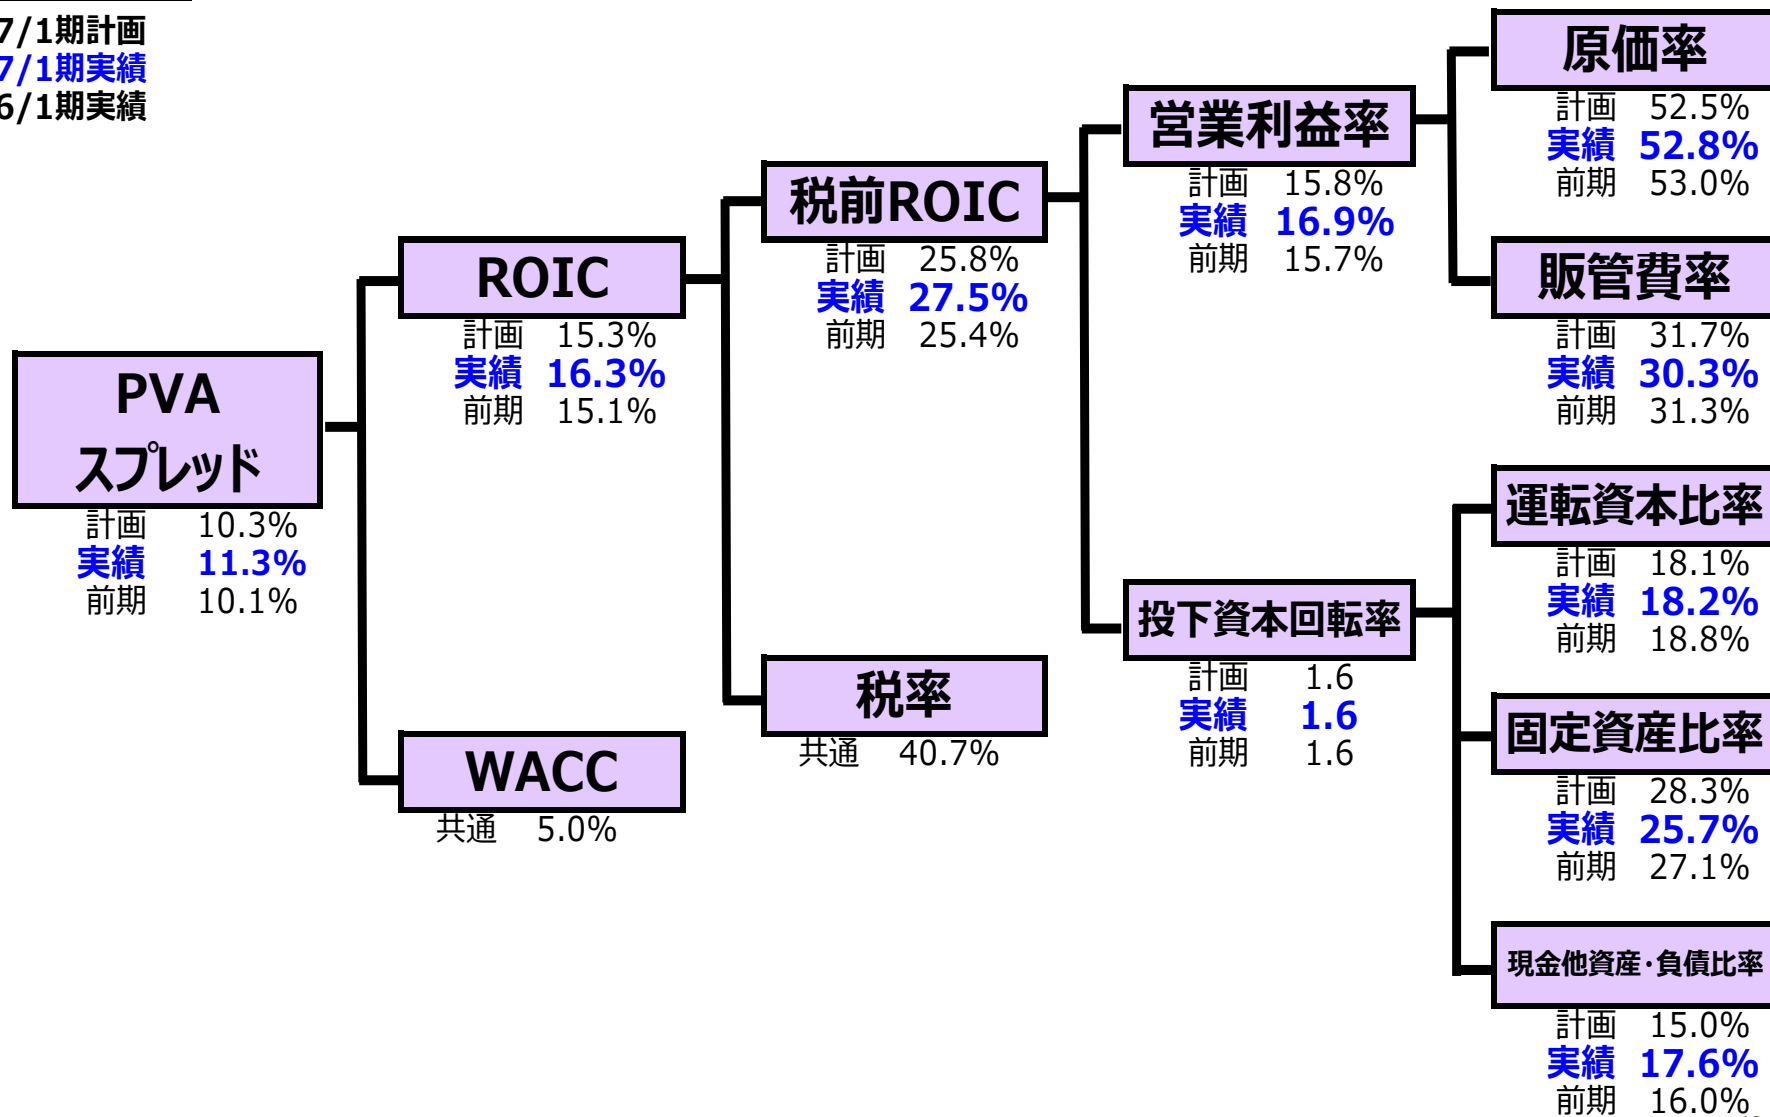 7/1期計画
7/1期実績
6/1期実績
PVA
スプレッド
計画 10.3%
実績 11.3%
前期 10.1%
ROIC
計画 15.3%
実績 16.3%
前期 15.1%
WACC
共通 5.0%
税前ROIC
計画 25.8%
実績 27.5%
前期 25.4%
税率
共通 40.7%
営業利益率
計画 15.8%
実績 16.9%
前期 15.7%
投下資本回転率
計画 1.6
実績 1.6
前期 1.6
原価率
計画 52.5%
実績 52.8%
前期 53.0%
販管費率
計画 31.7%
実績 30.3%
前期 31.3%
運転資本比率
計画 18.1%
実績 18.2%
前期 18.8%
固定資産比率
計画 28.3%
実績 25.7%
前期 27.1%
現金他資産･負債比率
計画 15.0%
実績 17.6%
前期 16.0%